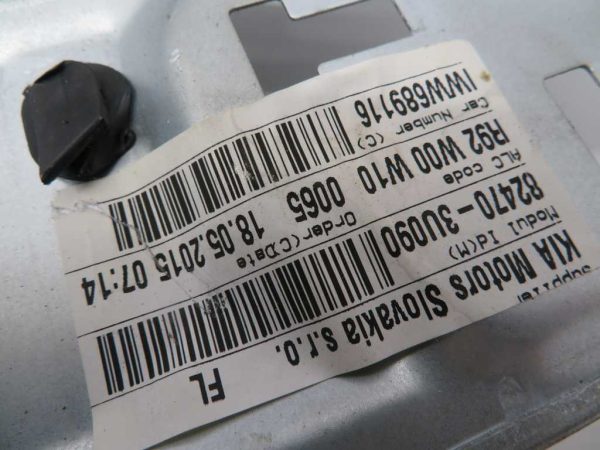 Supplier
KIA Motors Slovakia s.r.o. FL
Modul Id(M)
82470-3U090
ALC code Order(C)Date
R92 W00 W10 0065 18.05.2015 07:14
Car Number (C)
IWW689116